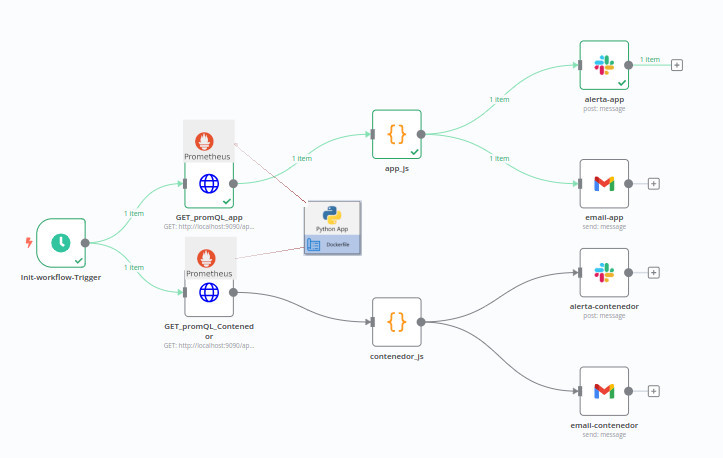 1 item
alerta-app
post: message
Prometheus
1 item
1 item
app_js
1 item
1 item
GET_promQL_app
GET: http://localhost:9090/ap...
email-app
send: message
Python App
Dockerfile
Init-workflow-Trigger
1 item
Prometheus
GET_promQL_Contened
or
GET: http://localhost:9090/ap...
contenedor_js
alerta-contenedor
post: message
email-contenedor
send: message